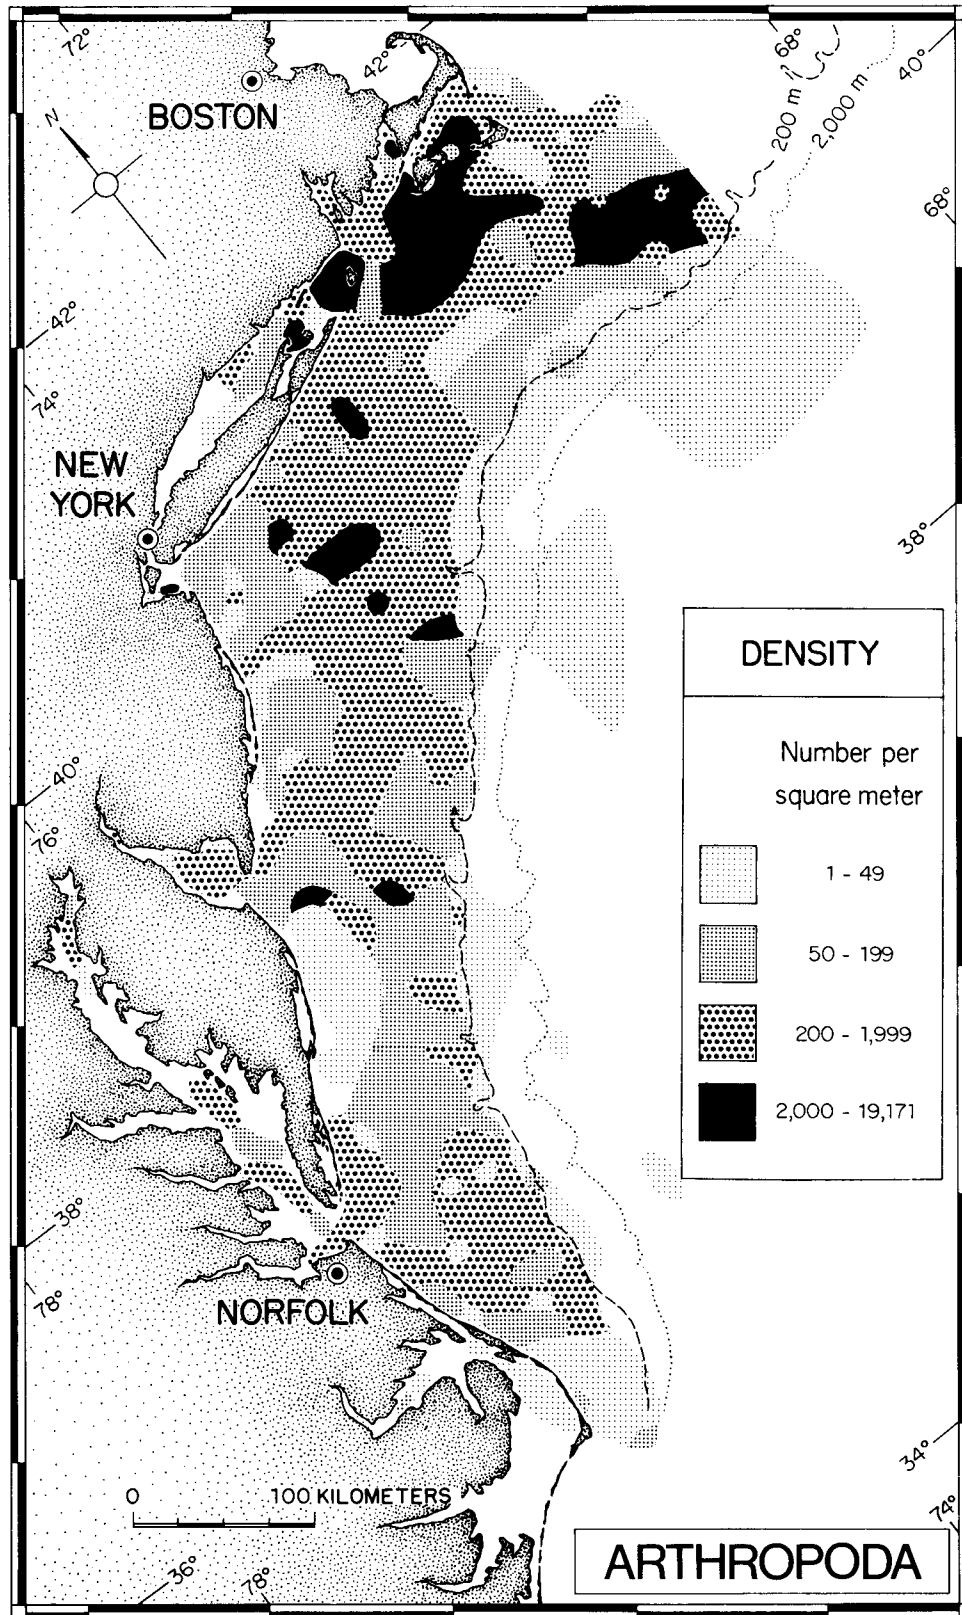 72°
42°
68°
40°
200 m
2,000 m
BOSTON
N
68°
42°
74°
NEW
YORK
38°
DENSITY
Number per
square meter
1 - 49
50 - 199
200 - 1,999
2,000 - 19,171
40°
76°
38°
78°
NORFOLK
34°
74°
0 100 KILOMETERS
36°
78°
ARTHROPODA